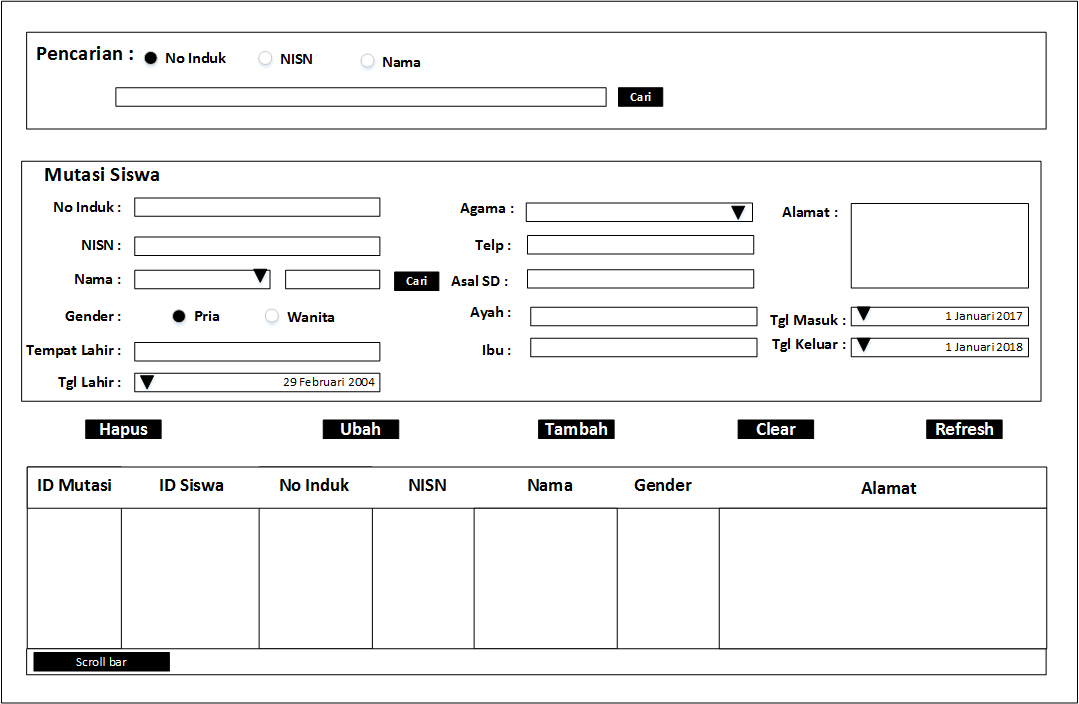 Pencarian : No Induk NISN Nama
Cari
Mutasi Siswa
No Induk : Agama : Alamat :
NISN : Telp :
Nama : Cari Asal SD :
Gender : Pria Wanita Ayah : Tgl Masuk : 1 Januari 2017
Tempat Lahir : Ibu : Tgl Keluar : 1 Januari 2018
Tgl Lahir : 29 Februari 2004
Hapus Ubah Tambah Clear Refresh
ID Mutasi ID Siswa No Induk NISN Nama Gender Alamat
Scroll bar